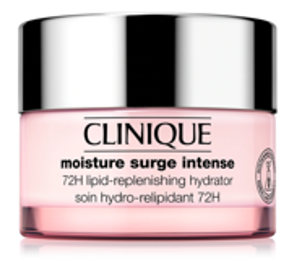 CLINIQUE
moisture surge intense
72H lipid-replenishing hydrator
soin hydro-relipidant 72H